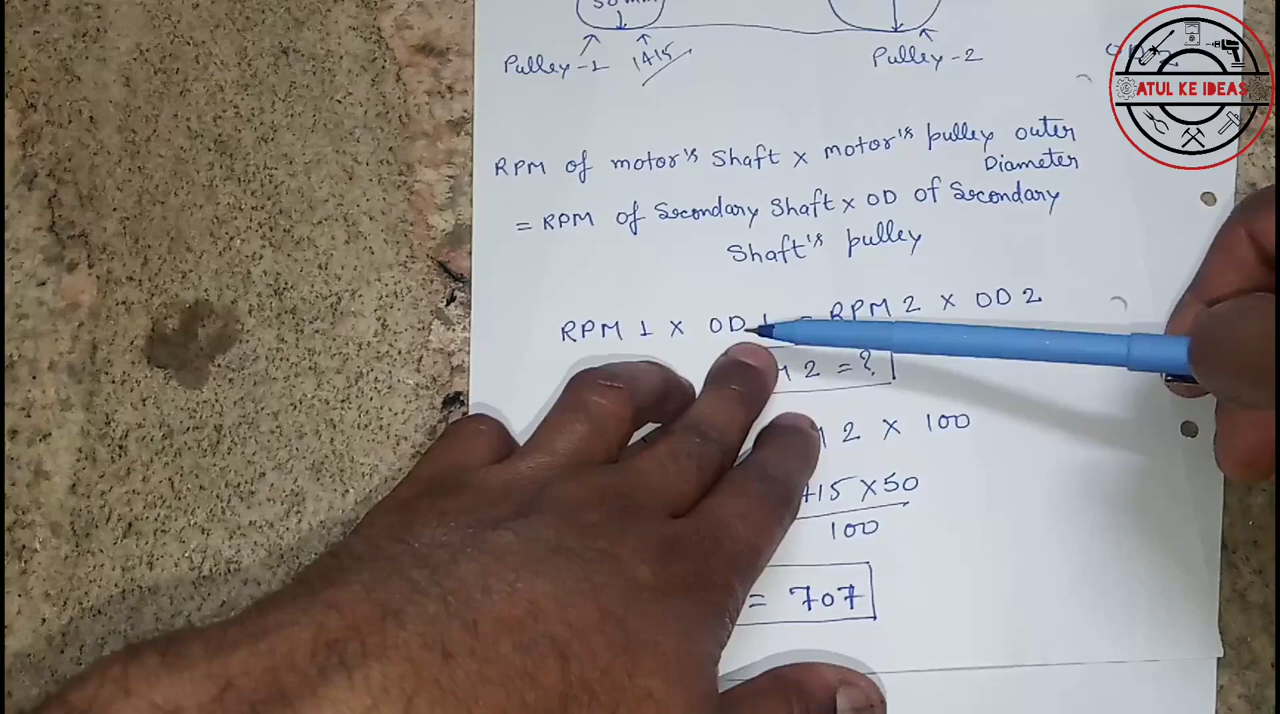 Pulley -1
1415
Pulley -2
ATUL KE IDEAS
RPM of motor's Shaft X motor's pulley outer
Diameter
= RPM of Secondary Shaft X OD of Secondary
Shaft's pulley
RPM 1 X OD 1 = RPM 2 X OD 2
2 = ?
2 X 100
415 X 50
100
= 707